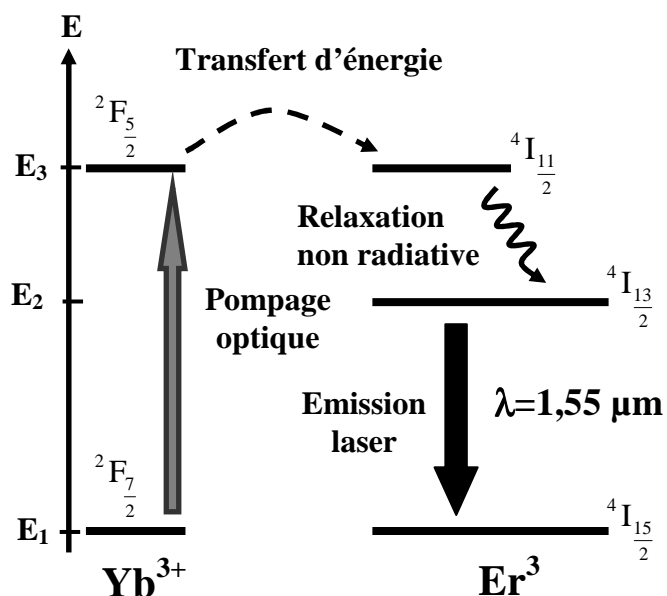 E
Transfert d’énergie
²F₅⁄₂
⁴I₁₁⁄₂
E₃
Relaxation
non radiative
⁴I₁₃⁄₂
E₂
Pompage
optique
Emission
laser
λ=1,55 µm
²F₇⁄₂
⁴I₁₅⁄₂
E₁
Yb³⁺
Er³